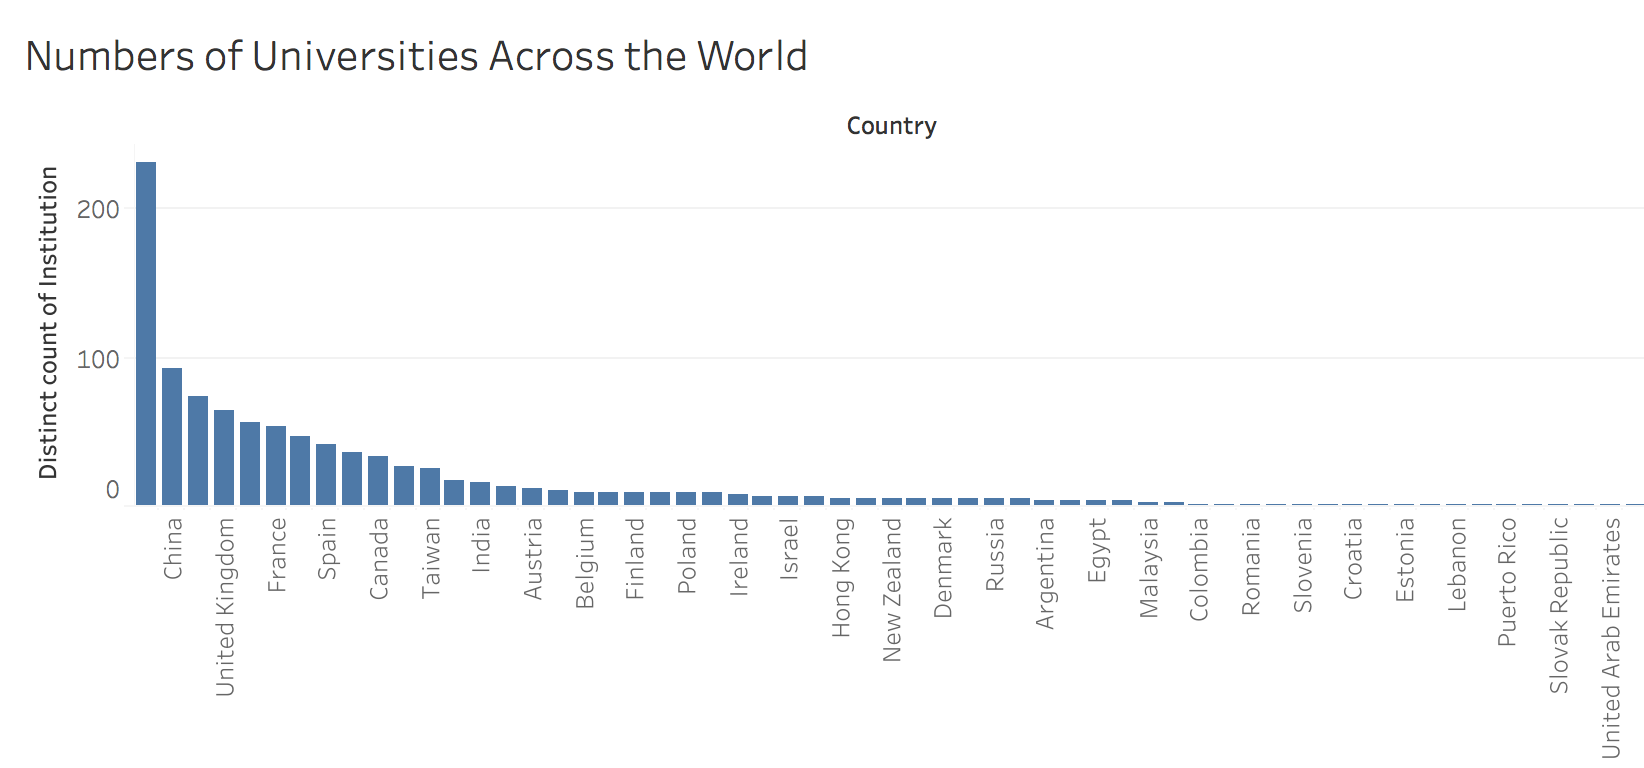 Numbers of Universities Across the World
Country
Distinct count of Institution
200
100
0
China
United Kingdom
France
Spain
Canada
Taiwan
India
Austria
Belgium
Finland
Poland
Ireland
Israel
Hong Kong
New Zealand
Denmark
Russia
Argentina
Egypt
Malaysia
Colombia
Romania
Slovenia
Croatia
Estonia
Lebanon
Puerto Rico
Slovak Republic
United Arab Emirates